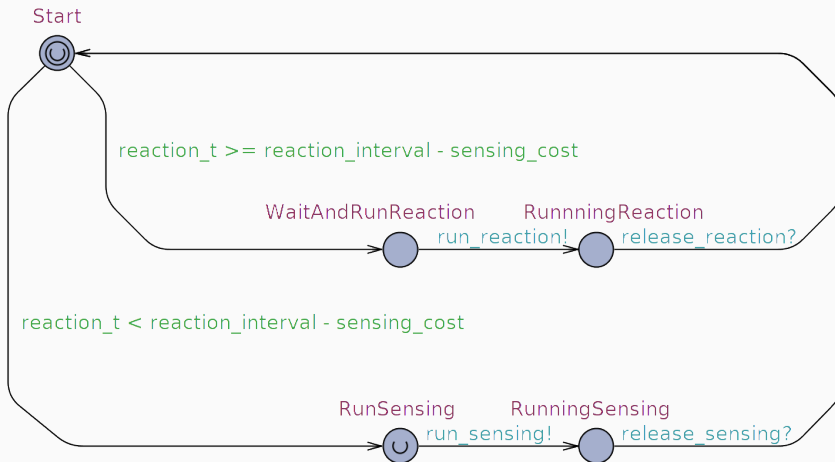 Start
reaction_t >= reaction_interval - sensing_cost
WaitAndRunReaction
RunnningReaction
run_reaction!
release_reaction?
reaction_t < reaction_interval - sensing_cost
RunSensing
RunningSensing
run_sensing!
release_sensing?